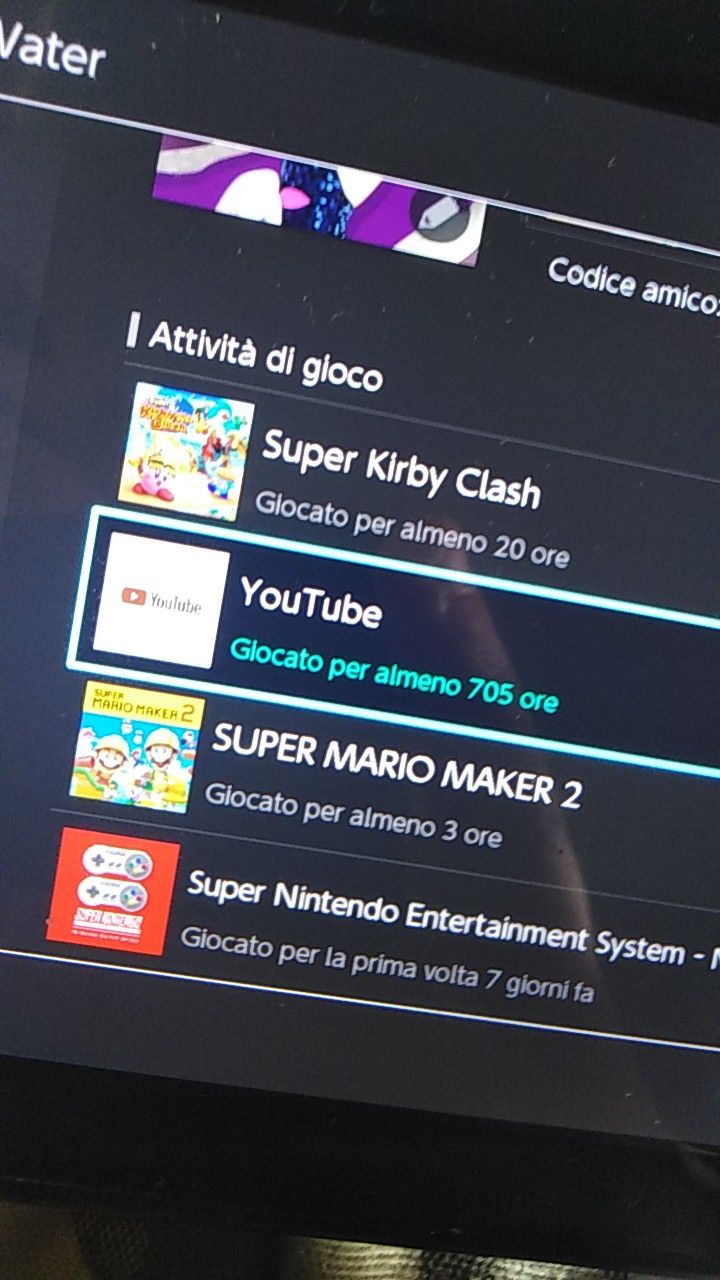 Vater
Codice amico:
Attività di gioco
Super Kirby Clash
Giocato per almeno 20 ore
YouTube
YouTube
Giocato per almeno 705 ore
SUPER
MARIO MAKER 2
SUPER MARIO MAKER 2
Giocato per almeno 3 ore
SUPER NINTENDO
Super Nintendo Entertainment System -
Giocato per la prima volta 7 giorni fa